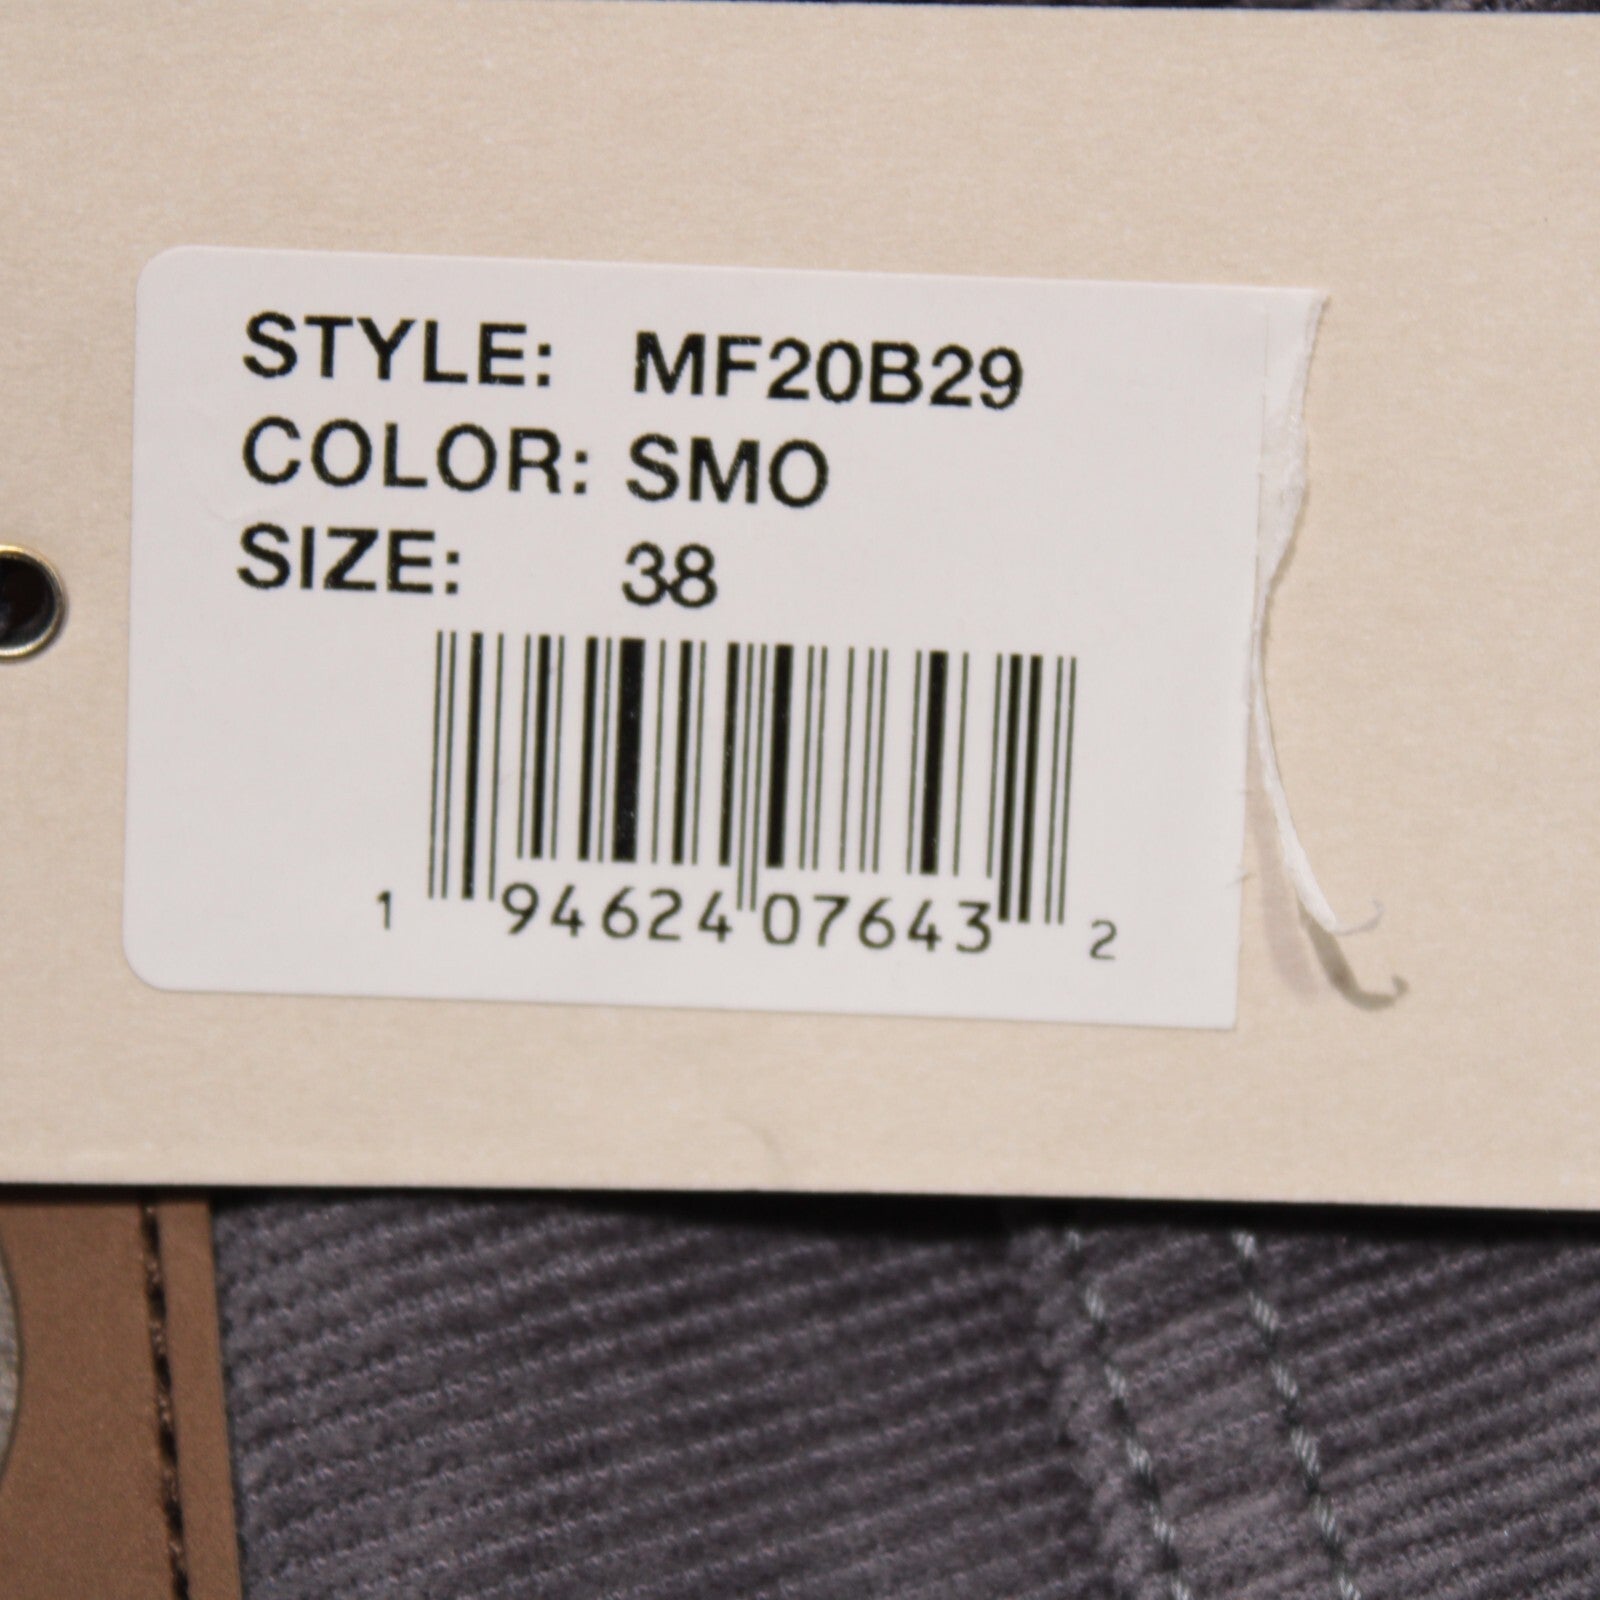 STYLE: MF20B29
COLOR: SMO
SIZE: 38
1 94624 07643 2